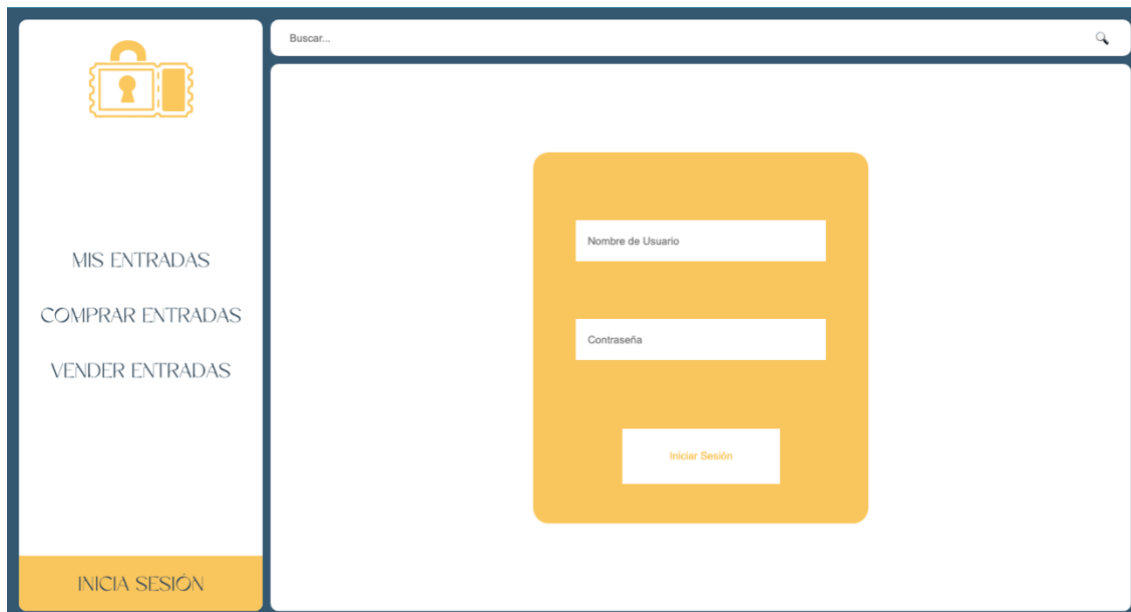 Buscar...
MIS ENTRADAS
COMPRAR ENTRADAS
VENDER ENTRADAS
INICIA SESIÓN
Nombre de Usuario
Contraseña
Iniciar Sesión